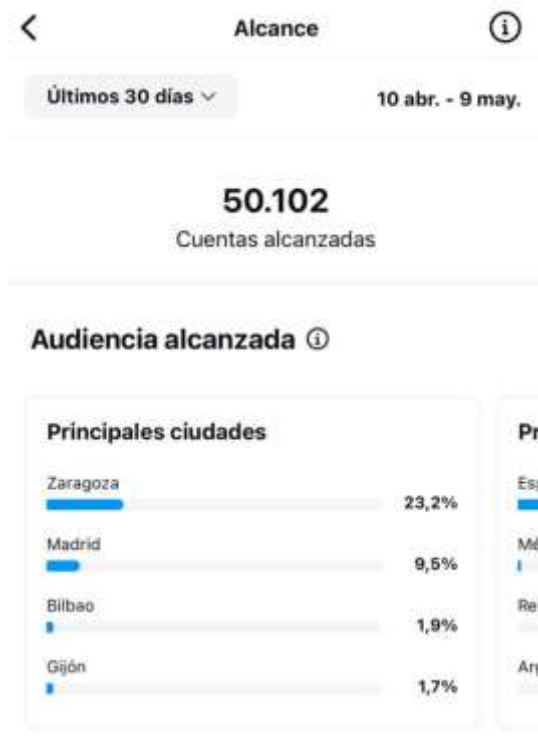 Alcance
Últimos 30 días
10 abr. - 9 may.
50.102
Cuentas alcanzadas
Audiencia alcanzada
Principales ciudades
Zaragoza
23,2%
Madrid
9,5%
Bilbao
1,9%
Gijón
1,7%